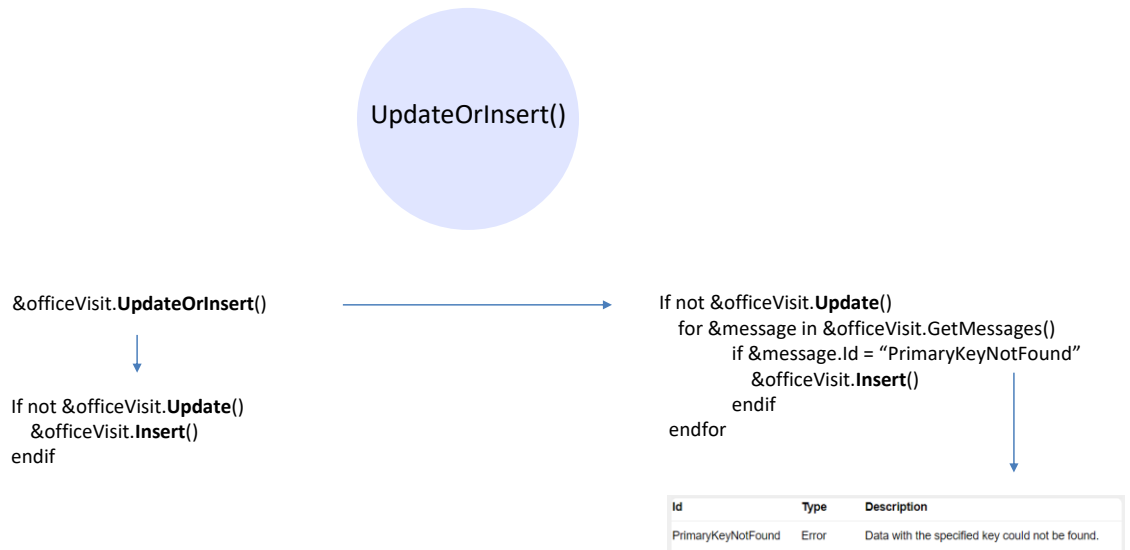 UpdateOrInsert()
&officeVisit.UpdateOrInsert()
If not &officeVisit.Update()
&officeVisit.Insert()
endif
If not &officeVisit.Update()
for &message in &officeVisit.GetMessages()
if &message.Id = “PrimaryKeyNotFound”
&officeVisit.Insert()
endif
endfor
Id Type Description
PrimaryKeyNotFound Error Data with the specified key could not be found.